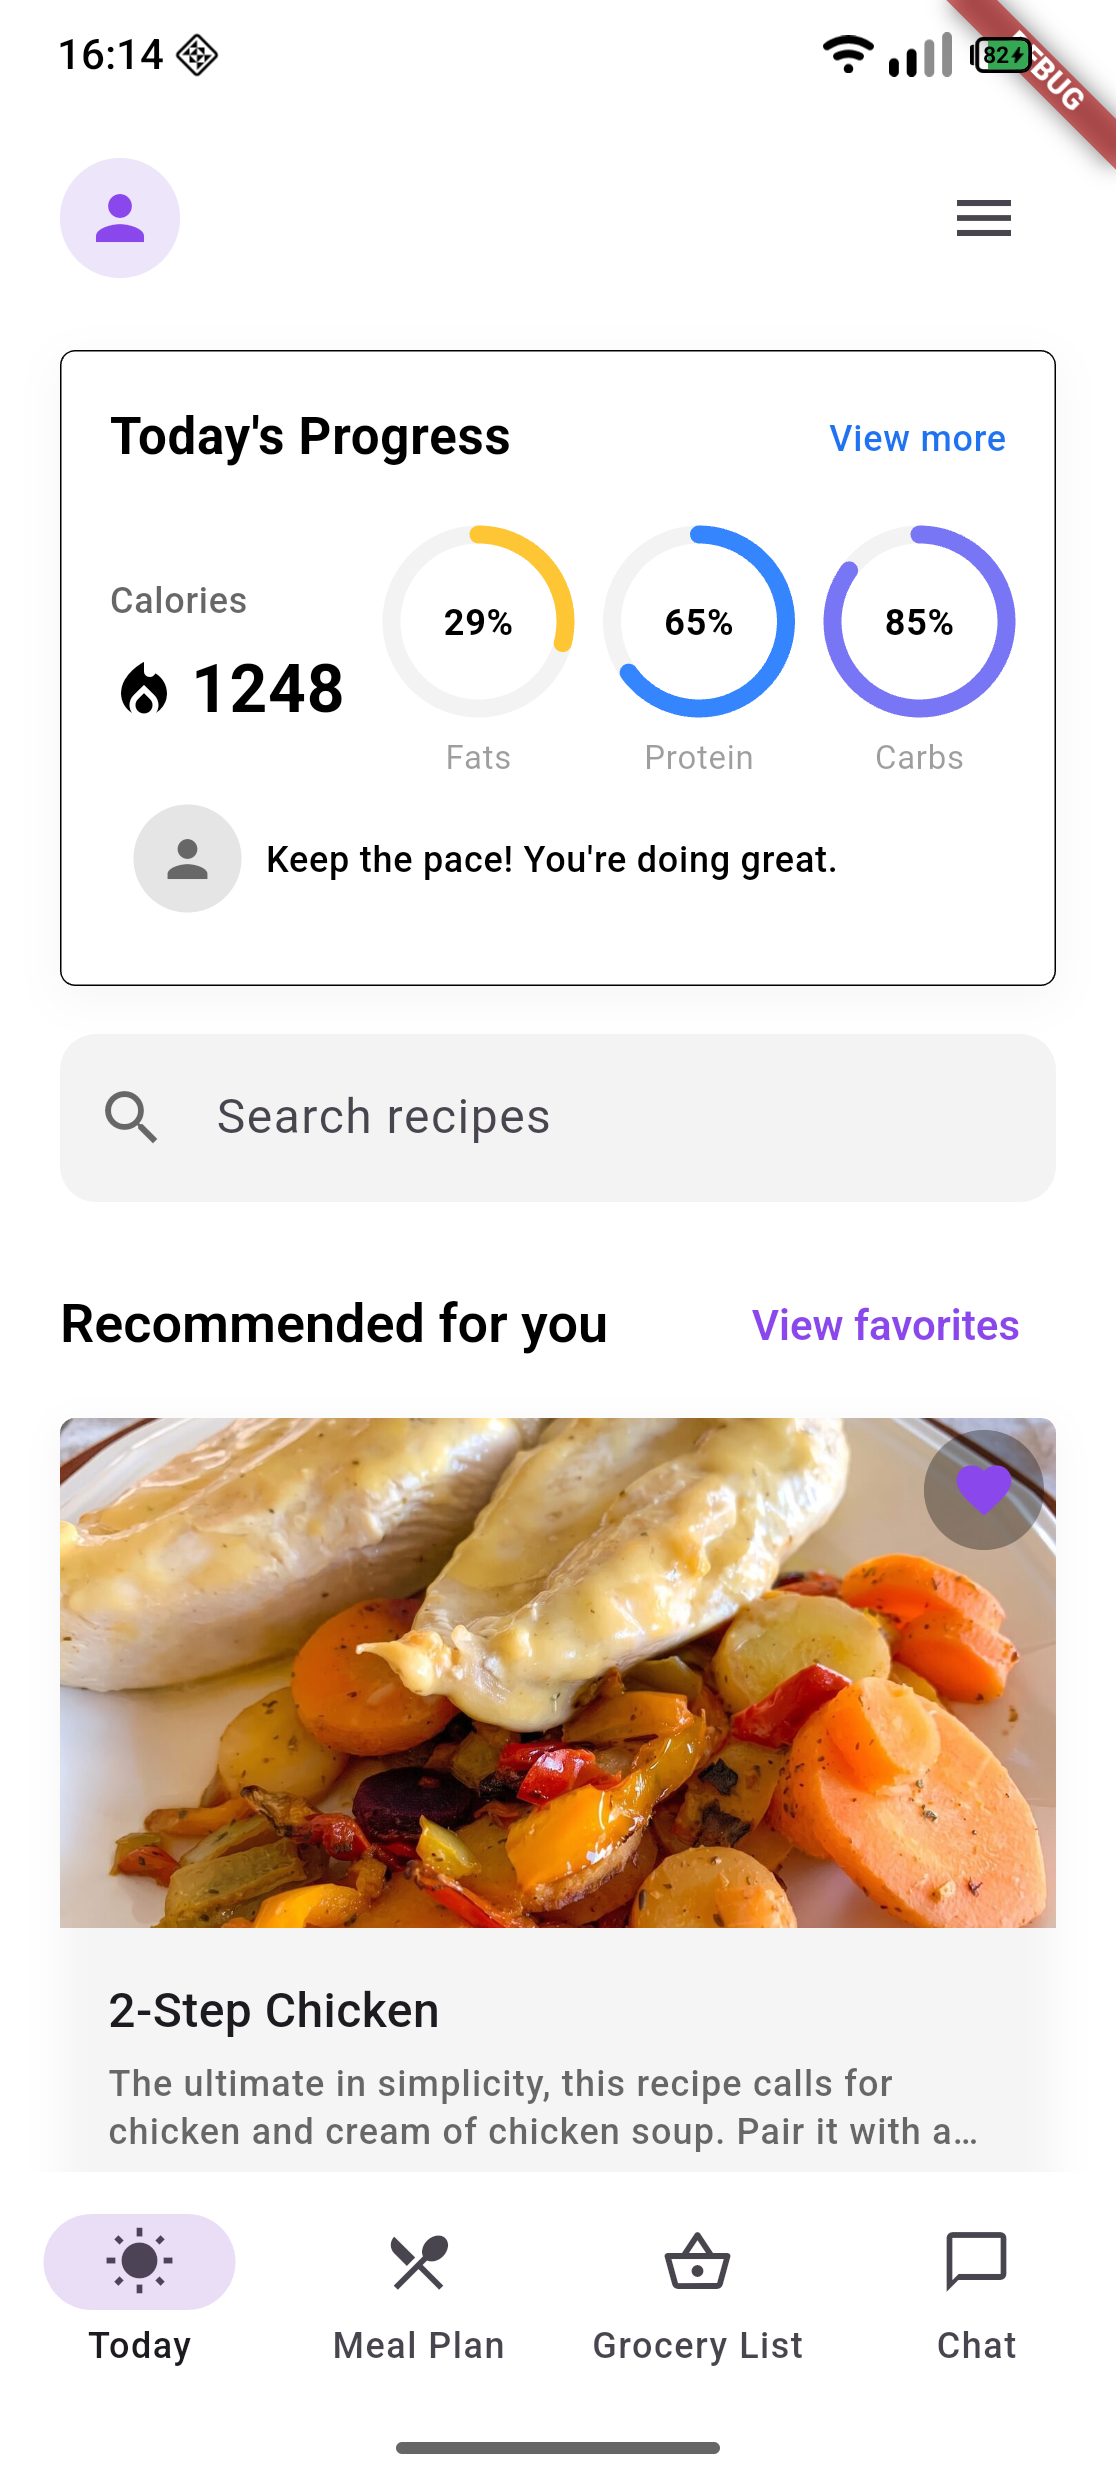 16:14
82
DEBUG
Today's Progress
View more
Calories
1248
29%
65%
85%
Fats
Protein
Carbs
Keep the pace! You're doing great.
Search recipes
Recommended for you
View favorites
2-Step Chicken
The ultimate in simplicity, this recipe calls for
chicken and cream of chicken soup. Pair it with a…
Today
Meal Plan
Grocery List
Chat